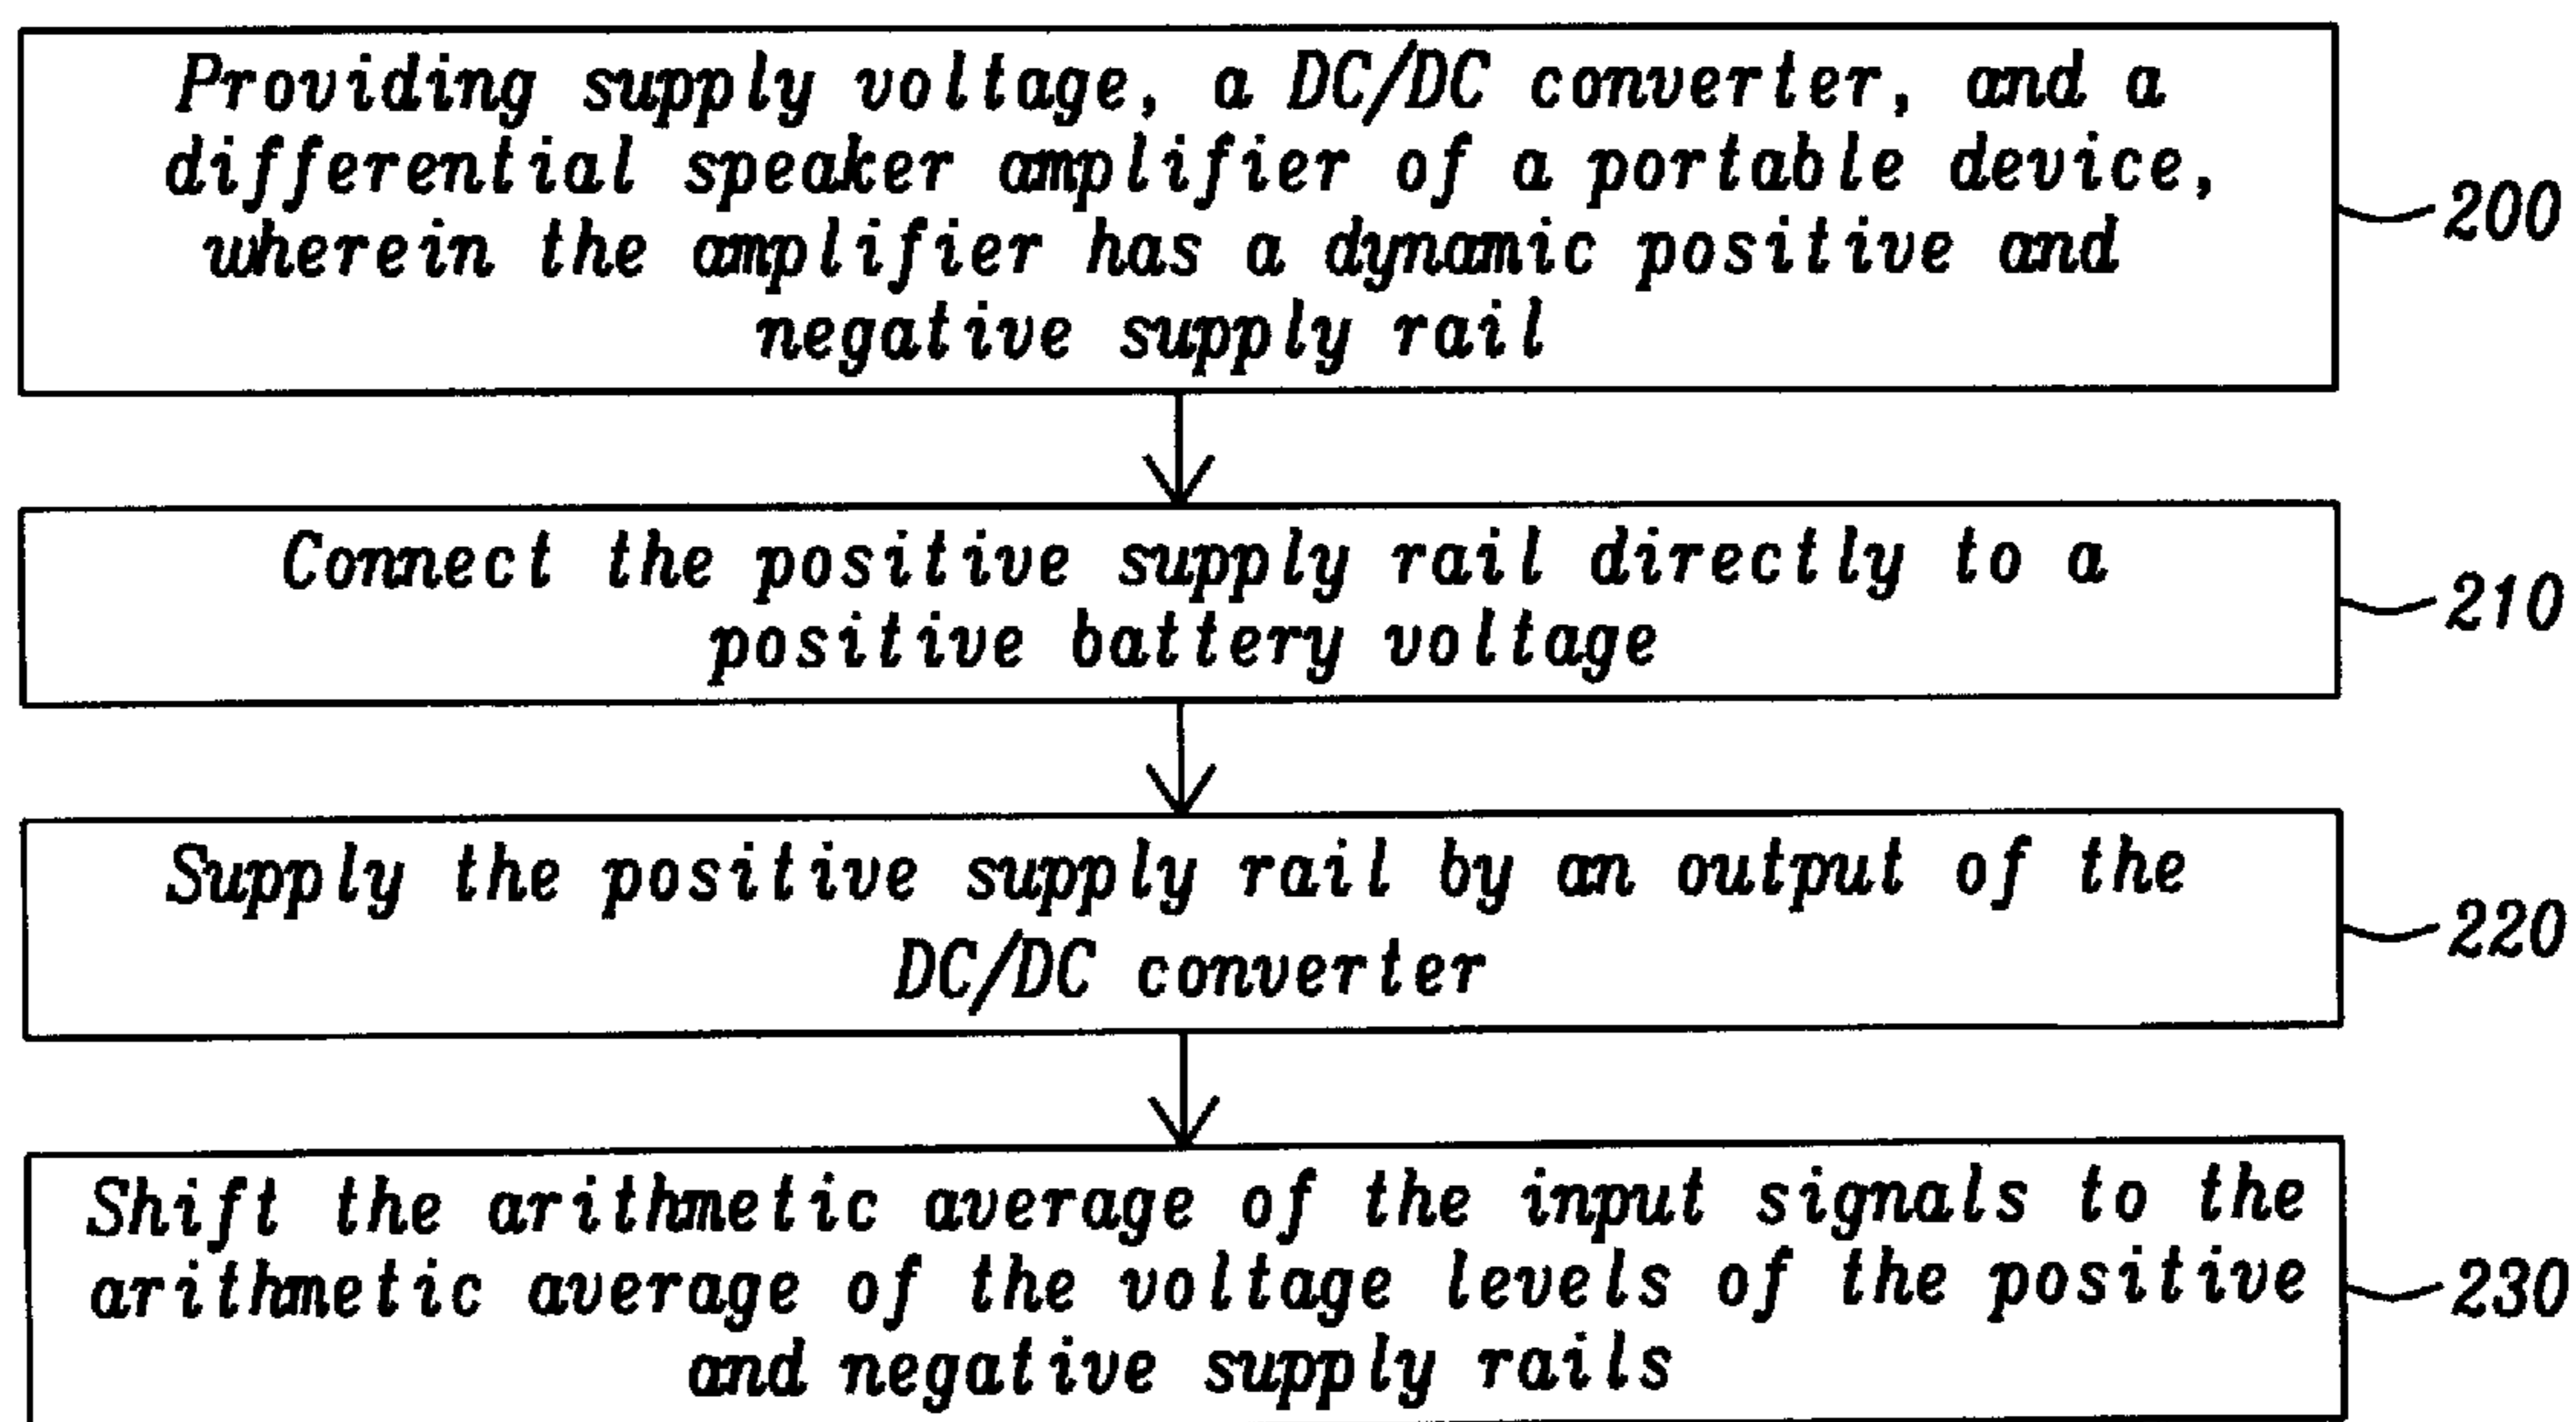 Providing supply voltage, a DC/DC converter, and a
differential speaker amplifier of a portable device,
wherein the amplifier has a dynamic positive and
negative supply rail
200
Connect the positive supply rail directly to a
positive battery voltage
210
Supply the positive supply rail by an output of the
DC/DC converter
220
Shift the arithmetic average of the input signals to the
arithmetic average of the voltage levels of the positive
and negative supply rails
230